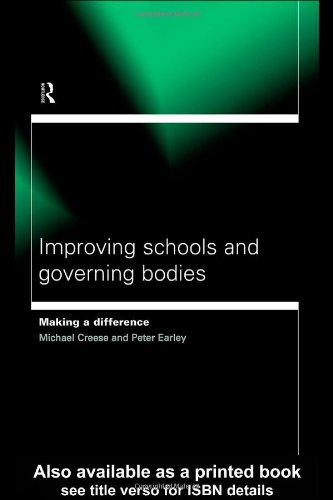 ROUTLEDGE
Improving schools and
governing bodies
Making a difference
Michael Creese and Peter Earley
Also available as a printed book
see title verso for ISBN details